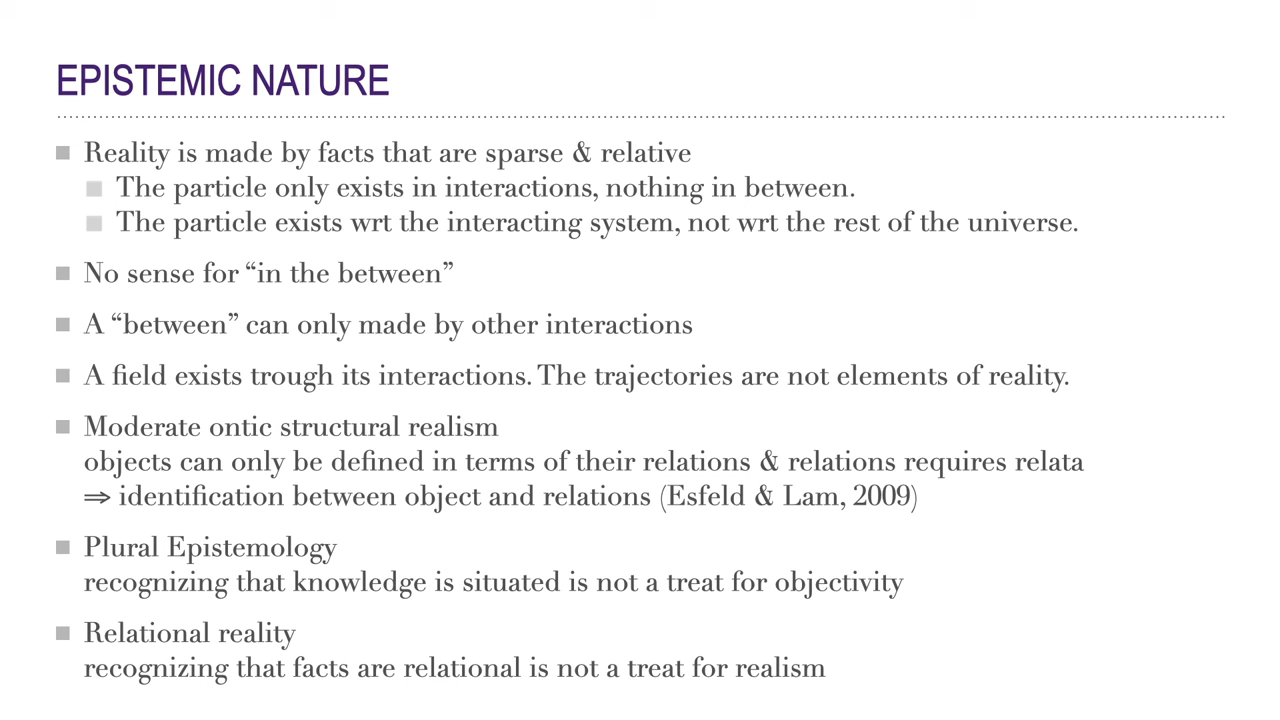 EPISTEMIC NATURE
Reality is made by facts that are sparse & relative
The particle only exists in interactions, nothing in between.
The particle exists wrt the interacting system, not wrt the rest of the universe.
No sense for “in the between”
A “between” can only made by other interactions
A field exists trough its interactions. The trajectories are not elements of reality.
Moderate ontic structural realism
objects can only be defined in terms of their relations & relations requires relata
⇒ identification between object and relations (Esfeld & Lam, 2009)
Plural Epistemology
recognizing that knowledge is situated is not a treat for objectivity
Relational reality
recognizing that facts are relational is not a treat for realism